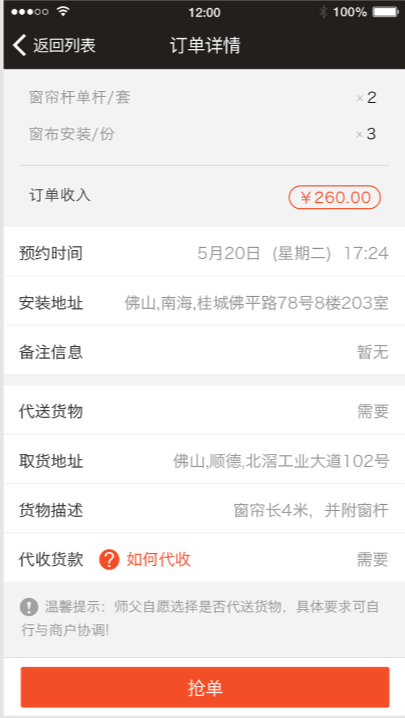 12:00
100%
返回列表
订单详情
窗帘杆单杆/套 ×2
窗布安装/份 ×3
订单收入 ￥260.00
预约时间 5月20日（星期二）17:24
安装地址 佛山,南海,桂城佛平路78号8楼203室
备注信息 暂无
代送货物 需要
取货地址 佛山,顺德,北滘工业大道102号
货物描述 窗帘长4米，并附窗杆
代收货款 ? 如何代收 需要
! 温馨提示：师父自愿选择是否代送货物，具体要求可自
行与商户协调!
抢单